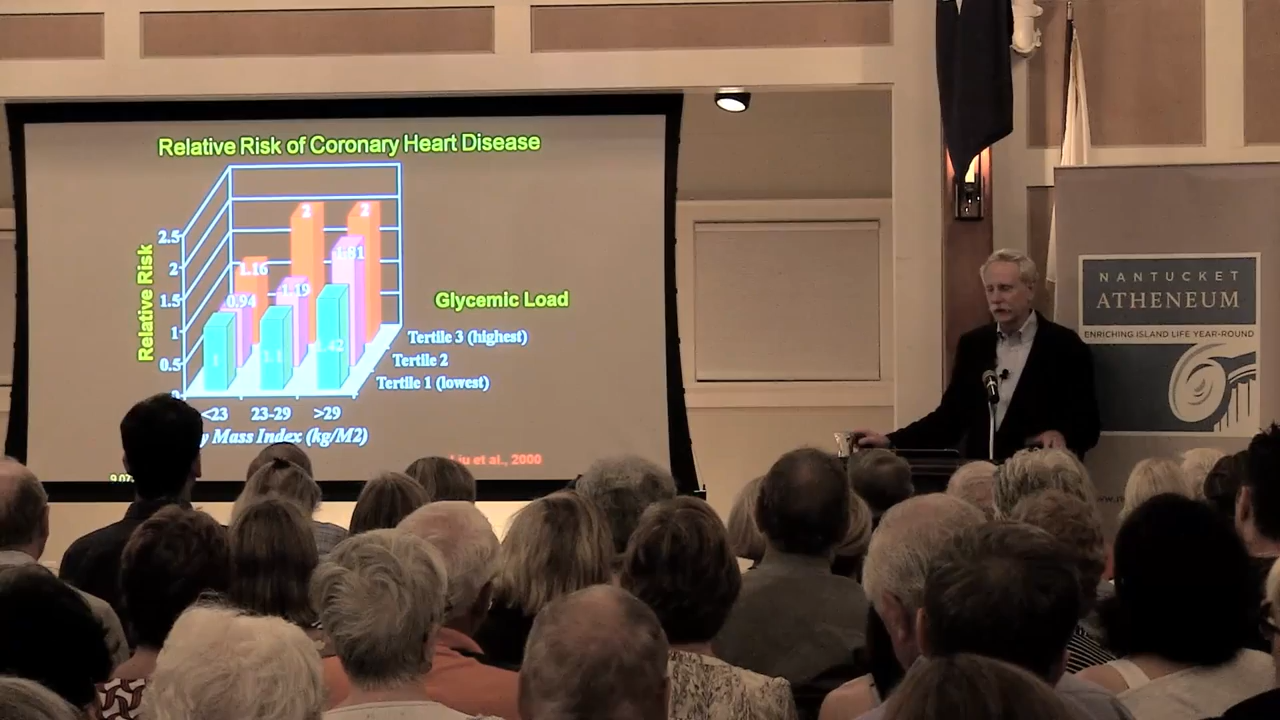 Relative Risk of Coronary Heart Disease
Relative Risk
2.5
2
1.5
1
0.5
2
2
1.16
1.81
0.94
1.19
1
1.1
1.42
Glycemic Load
Tertile 3 (highest)
Tertile 2
Tertile 1 (lowest)
<23 23-29 >29
Mass Index (kg/M2)
Liu et al., 2000
NANTUCKET
ATHENEUM
ENRICHING ISLAND LIFE YEAR-ROUND